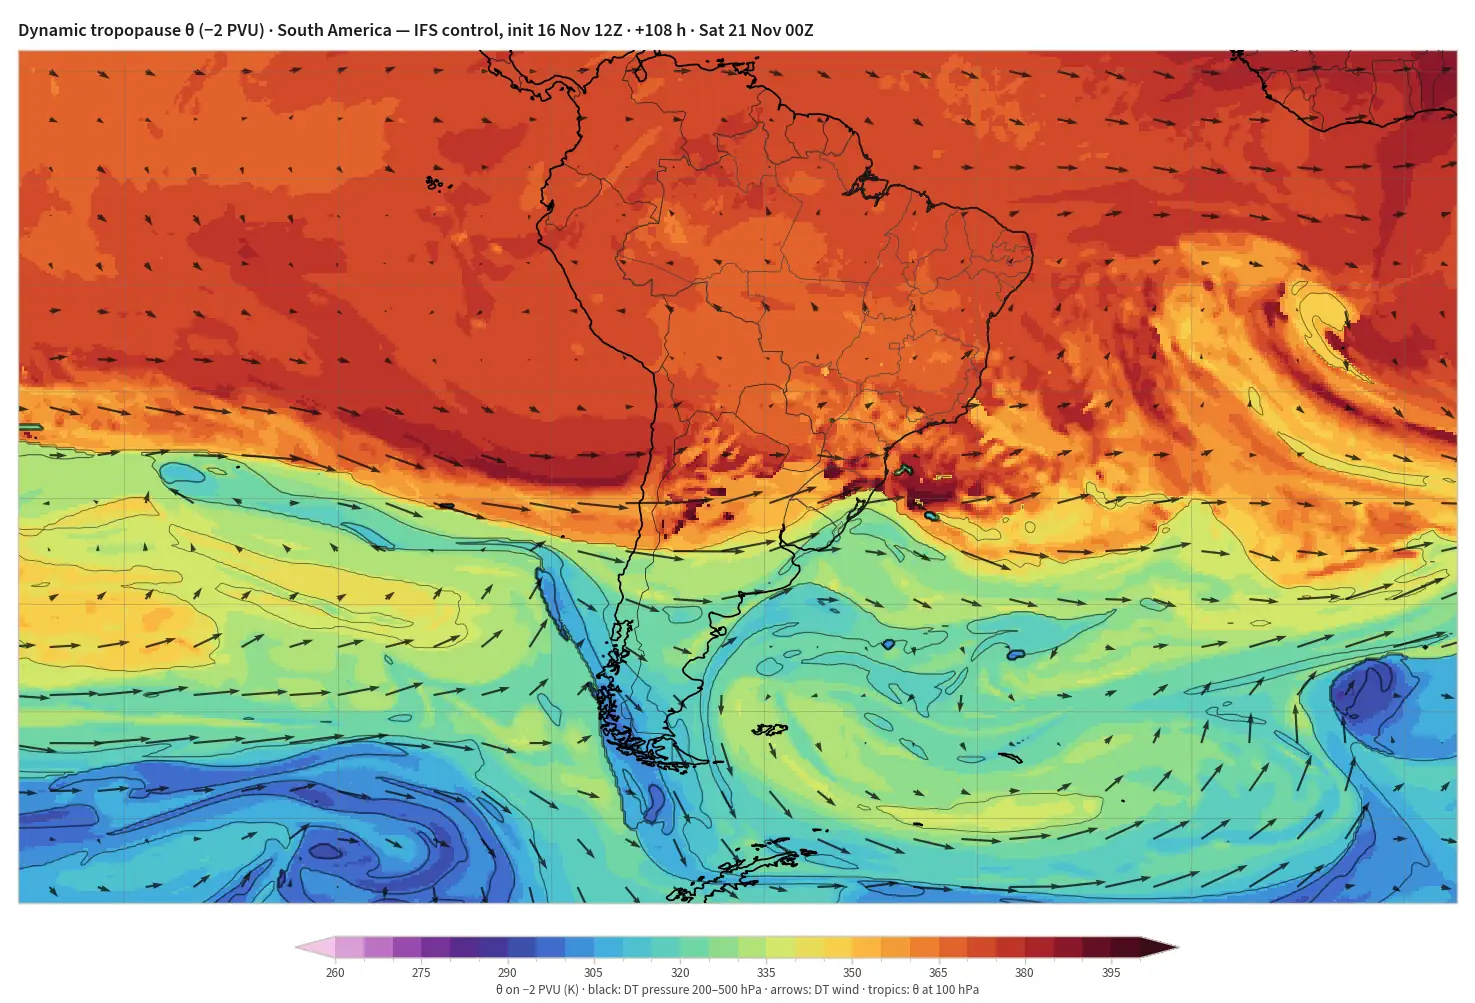 Dynamic tropopause θ (−2 PVU) · South America — IFS control, init 16 Nov 12Z · +108 h · Sat 21 Nov 00Z
260 275 290 305 320 335 350 365 380 395
θ on −2 PVU (K) · black: DT pressure 200–500 hPa · arrows: DT wind · tropics: θ at 100 hPa